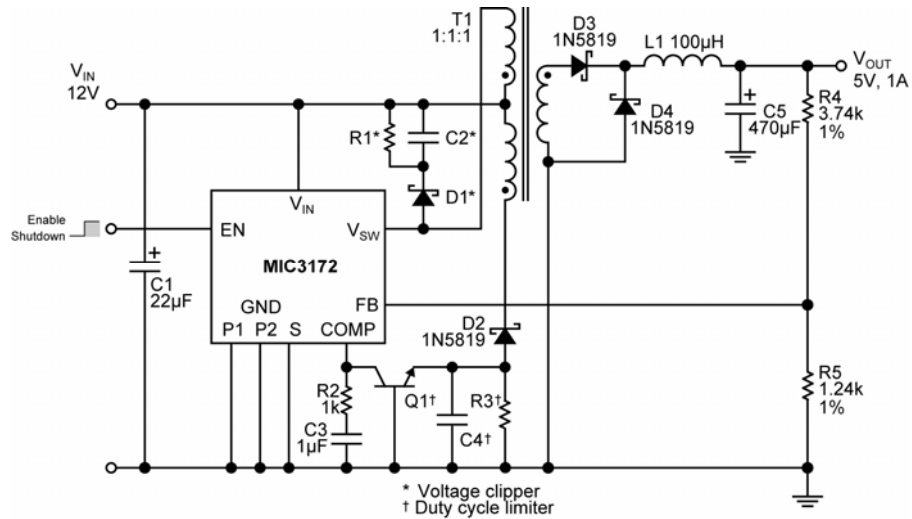 T1
1:1:1
D3
1N5819
L1 100µH
VOUT
5V, 1A
VIN
12V
R4
3.74k
1%
D4
1N5819
C5
470µF
R1*
C2*
D1*
VIN
Enable
Shutdown
EN
VSW
MIC3172
C1
22µF
GND
FB
P1 P2 S COMP
D2
1N5819
R5
1.24k
1%
R2
1k
Q1†
R3†
C3
1µF
C4†
* Voltage clipper
† Duty cycle limiter